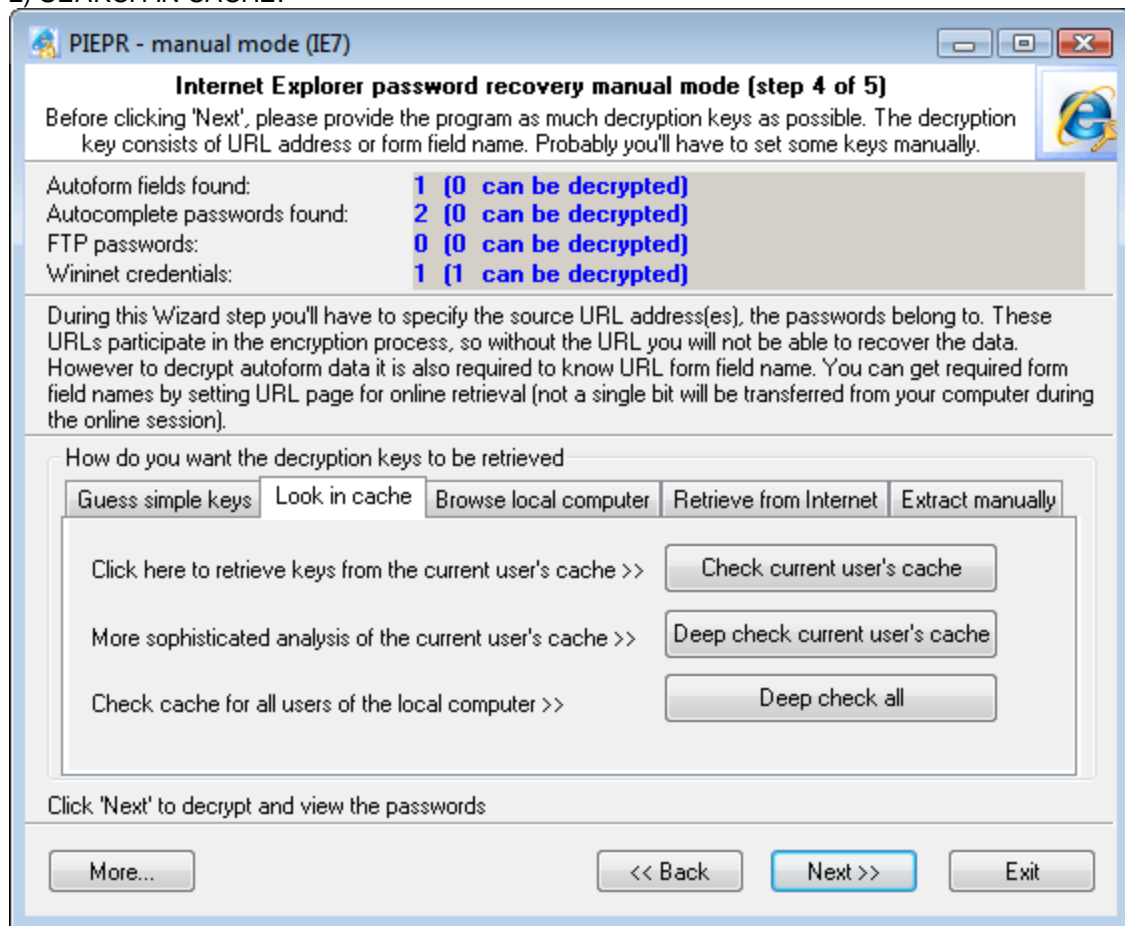 2) SEARCH IN CACHE:
PIEPR - manual mode (IE7)
Internet Explorer password recovery manual mode (step 4 of 5)
Before clicking 'Next', please provide the program as much decryption keys as possible. The decryption
key consists of URL address or form field name. Probably you'll have to set some keys manually.
Autoform fields found: 1 (0 can be decrypted)
Autocomplete passwords found: 2 (0 can be decrypted)
FTP passwords: 0 (0 can be decrypted)
Wininet credentials: 1 (1 can be decrypted)
During this Wizard step you'll have to specify the source URL address(es), the passwords belong to. These
URLs participate in the encryption process, so without the URL you will not be able to recover the data.
However to decrypt autoform data it is also required to know URL form field name. You can get required form
field names by setting URL page for online retrieval (not a single bit will be transferred from your computer during
the online session).
How do you want the decryption keys to be retrieved
Guess simple keys Look in cache Browse local computer Retrieve from Internet Extract manually
Click here to retrieve keys from the current user's cache >> Check current user's cache
More sophisticated analysis of the current user's cache >> Deep check current user's cache
Check cache for all users of the local computer >> Deep check all
Click 'Next' to decrypt and view the passwords
More... << Back Next >> Exit